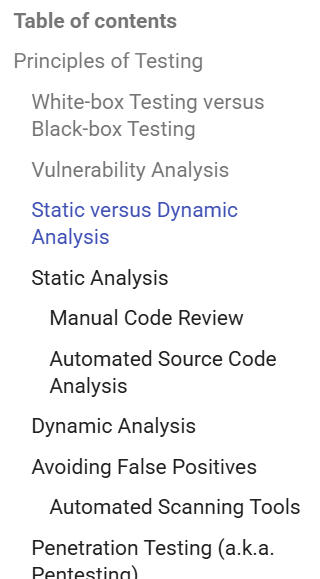 Table of contents
Principles of Testing
White-box Testing versus
Black-box Testing
Vulnerability Analysis
Static versus Dynamic
Analysis
Static Analysis
Manual Code Review
Automated Source Code
Analysis
Dynamic Analysis
Avoiding False Positives
Automated Scanning Tools
Penetration Testing (a.k.a.
Pentesting)